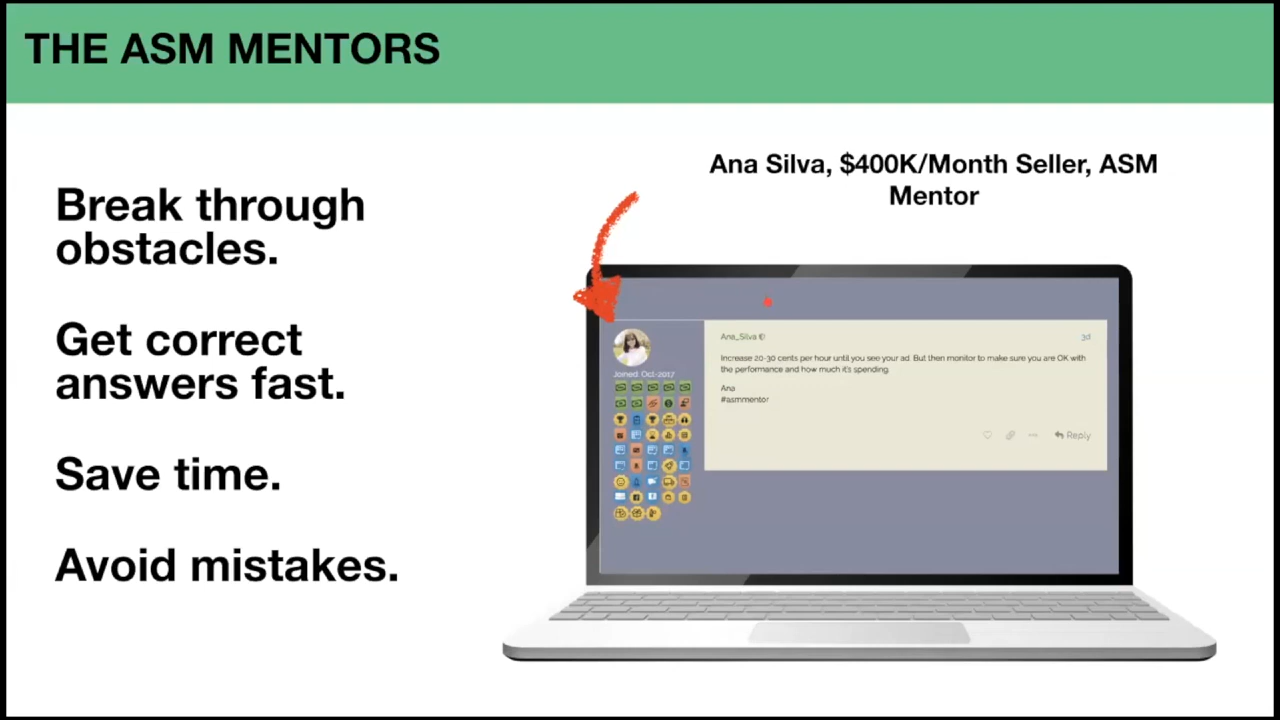 THE ASM MENTORS
Break through
obstacles.
Get correct
answers fast.
Save time.
Avoid mistakes.
Ana Silva, $400K/Month Seller, ASM
Mentor
Joined: Oct-2017
Ana_Silva
3d
Increase 20-30 cents per hour until you see your ad. But then monitor to make sure you are OK with
the performance and how much it's spending.
Ana
#asmmentor
Reply